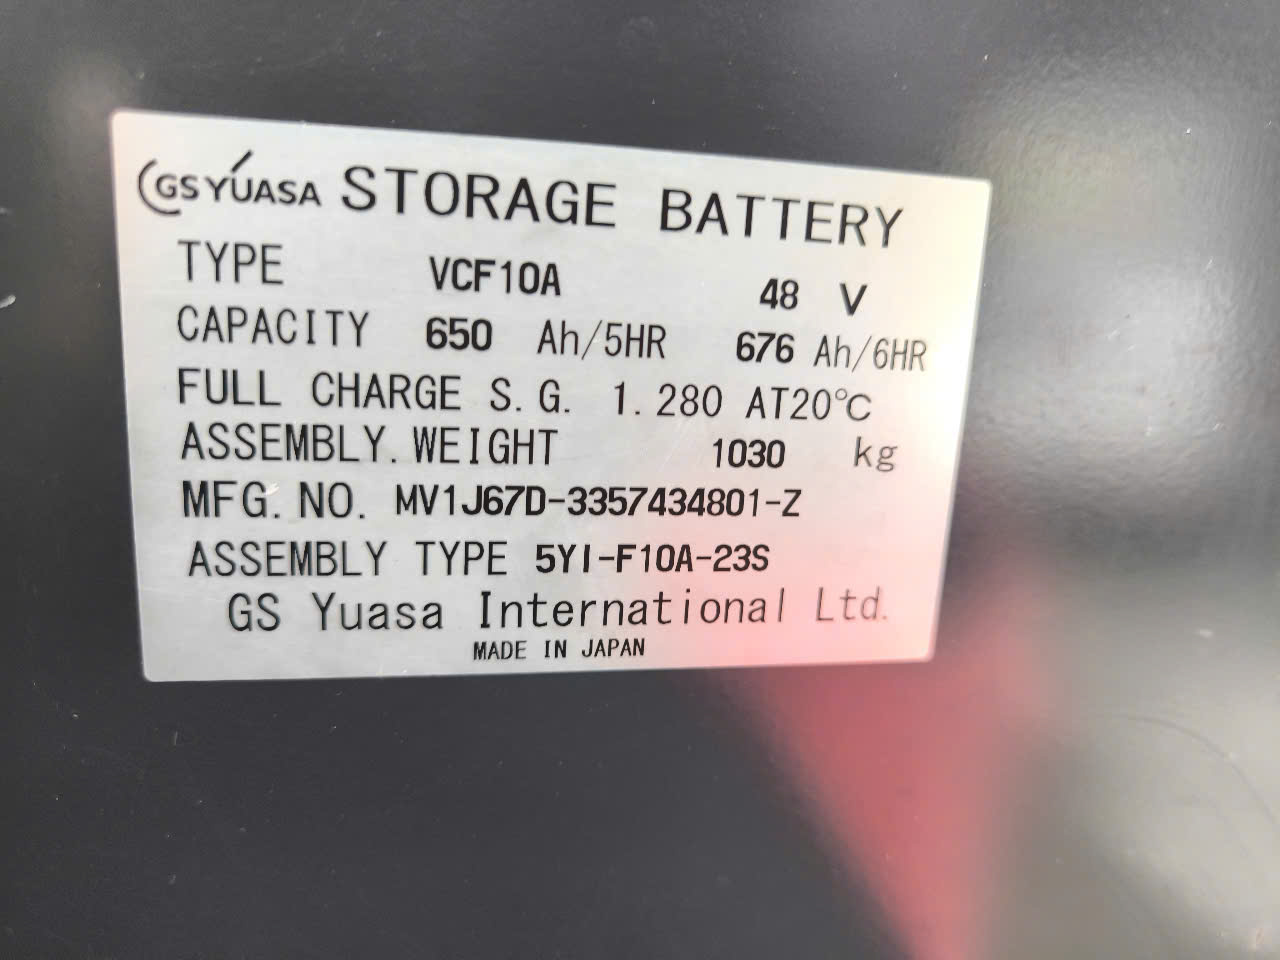 GS YUASA STORAGE BATTERY
TYPE VCF10A 48 V
CAPACITY 650 Ah/5HR 676 Ah/6HR
FULL CHARGE S.G. 1.280 AT20℃
ASSEMBLY.WEIGHT 1030 kg
MFG.NO. MV1J67D-3357434801-Z
ASSEMBLY TYPE 5YI-F10A-23S
GS Yuasa International Ltd.
MADE IN JAPAN